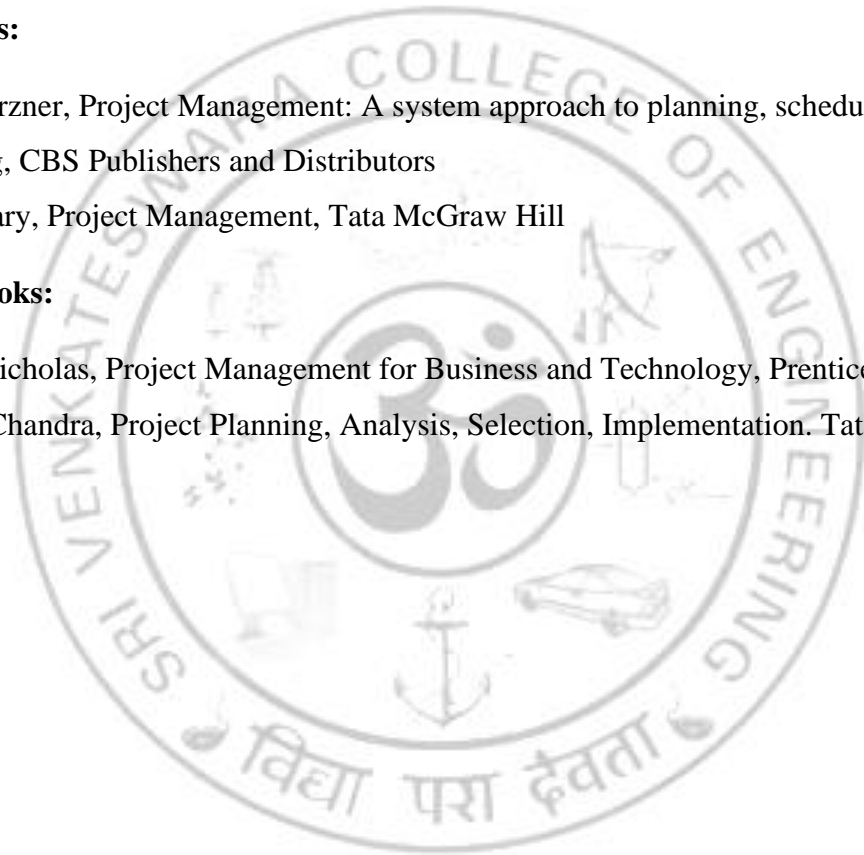 s:
rzner, Project Management: A system approach to planning, schedu
g, CBS Publishers and Distributors
ary, Project Management, Tata McGraw Hill
oks:
icholas, Project Management for Business and Technology, Prentice
Chandra, Project Planning, Analysis, Selection, Implementation. Tat
SRI VENKATESWARA COLLEGE OF ENGINEERING
विद्या परा दैवता
ॐ